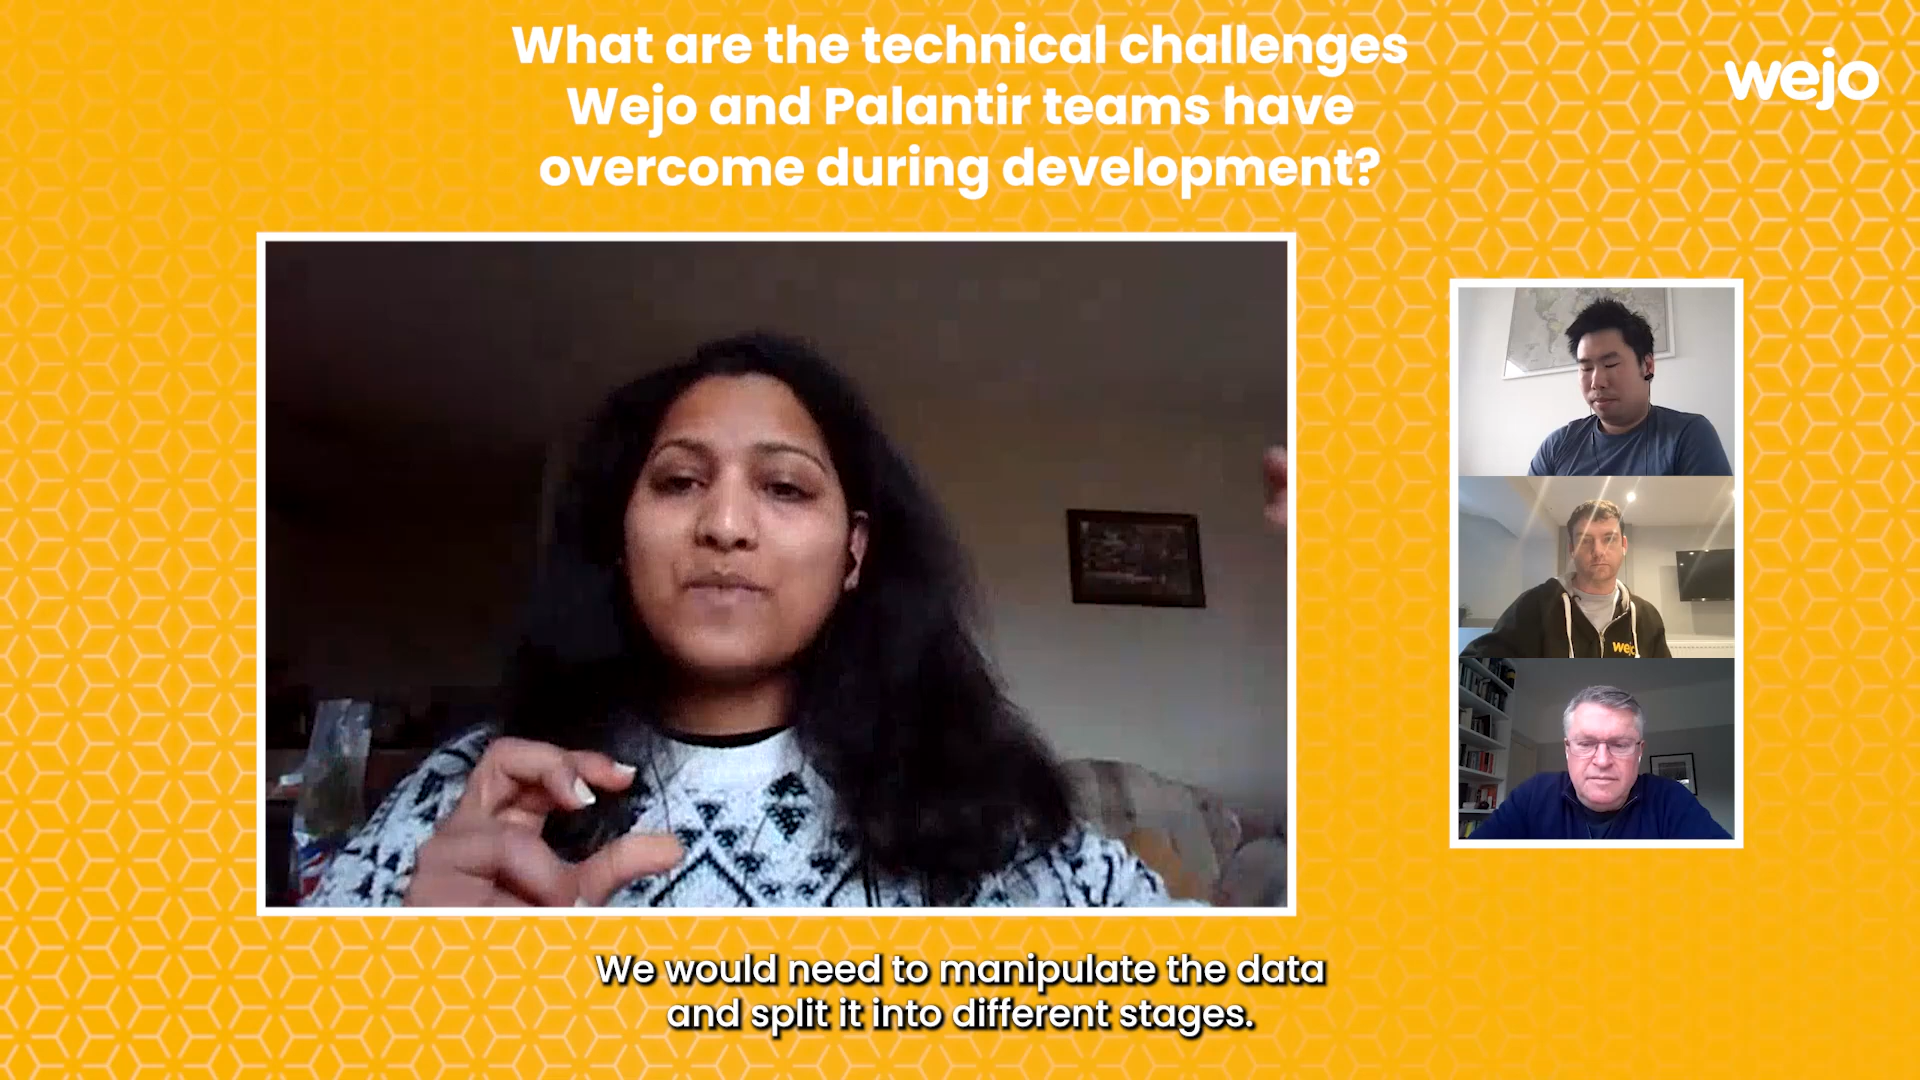 What are the technical challenges
Wejo and Palantir teams have
overcome during development?
wejo
wejo
We would need to manipulate the data
and split it into different stages.